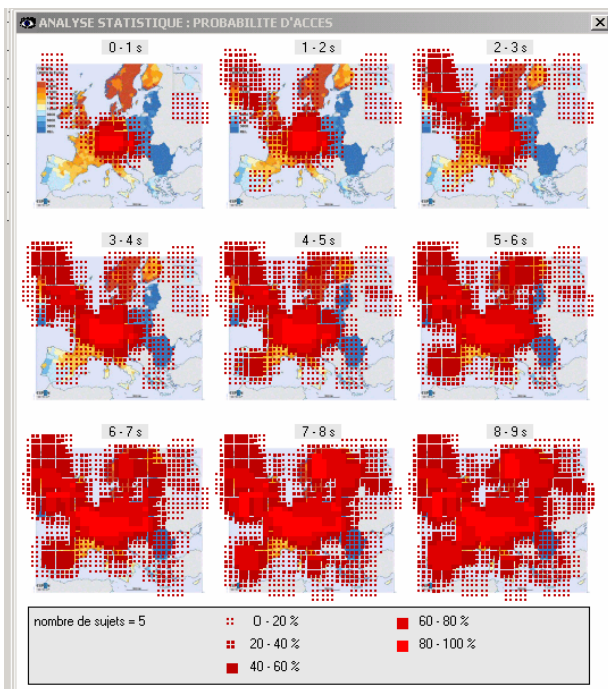 ANALYSE STATISTIQUE : PROBABILITE D'ACCES
0 - 1 s
1 - 2 s
2 - 3 s
3 - 4 s
4 - 5 s
5 - 6 s
6 - 7 s
7 - 8 s
8 - 9 s
nombre de sujets = 5
0 - 20 %
20 - 40 %
40 - 60 %
60 - 80 %
80 - 100 %